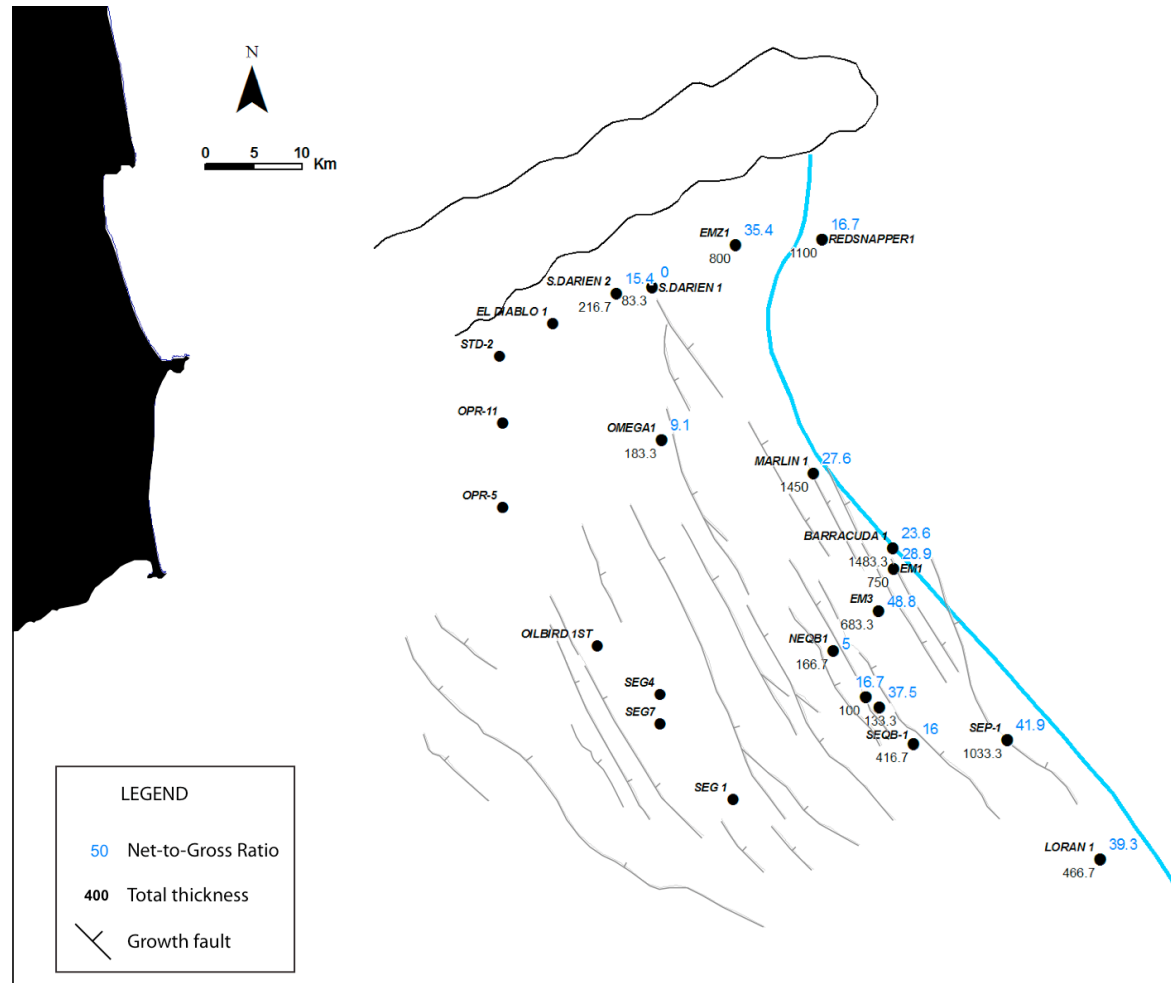 N
0 5 10 Km
EMZ1 35.4
800
16.7
REDSNAPPER1
1100
S.DARIEN 2 15.4
216.7
0
S.DARIEN 1
83.3
EL DIABLO 1
STD-2
OPR-11
OMEGA1 9.1
183.3
MARLIN 1 27.6
1450
OPR-5
BARRACUDA 1 23.6
1483.3
28.9
EM1
750
EM3 48.8
683.3
OILBIRD 1ST
NEQB1 5
166.7
SEG4
16.7
100
37.5
133.3
SEG7
SEQB-1 16
416.7
SEP-1 41.9
1033.3
SEG 1
LORAN 1 39.3
466.7
LEGEND
50 Net-to-Gross Ratio
400 Total thickness
Growth fault